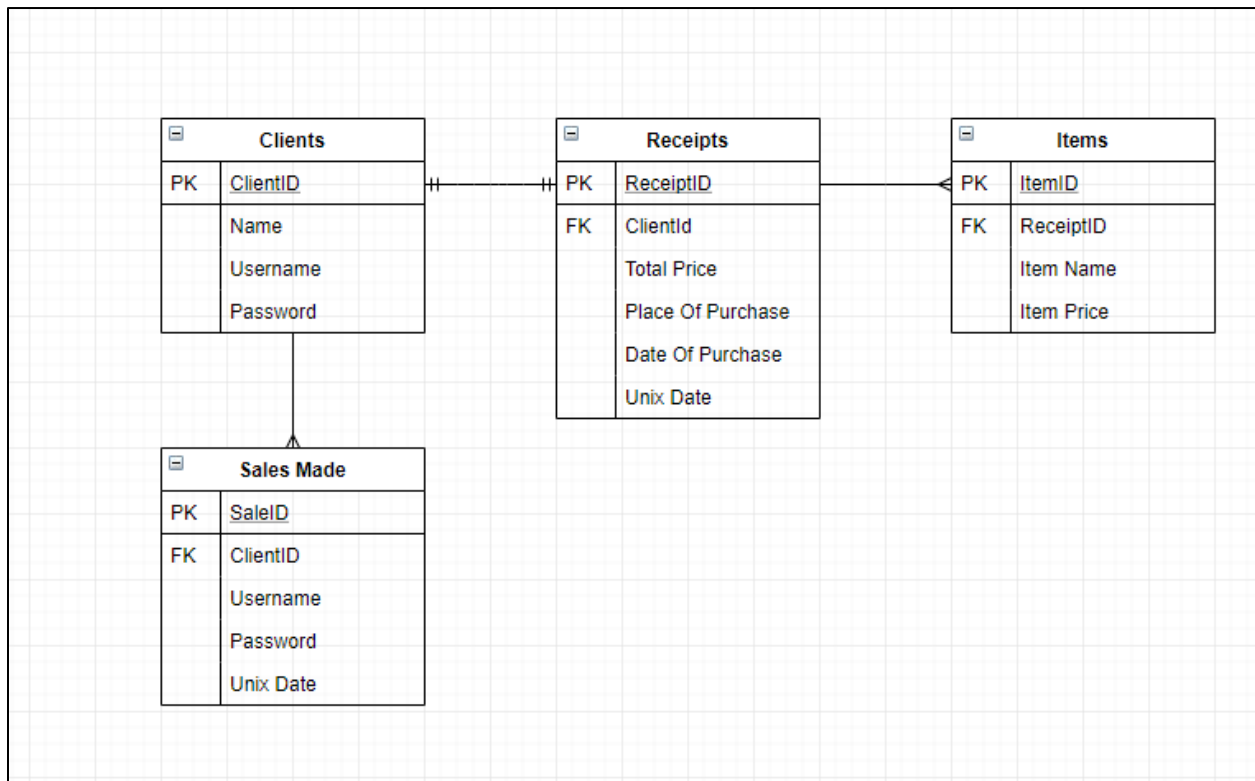 Clients
PK ClientID
Name
Username
Password
Receipts
PK ReceiptID
FK ClientId
Total Price
Place Of Purchase
Date Of Purchase
Unix Date
Items
PK ItemID
FK ReceiptID
Item Name
Item Price
Sales Made
PK SaleID
FK ClientID
Username
Password
Unix Date